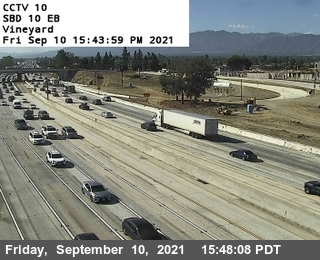 CCTV 10
SBD 10 EB
Vineyard
Fri Sep 10 15:43:59 PM 2021
Friday, September 10, 2021 15:48:08 PDT